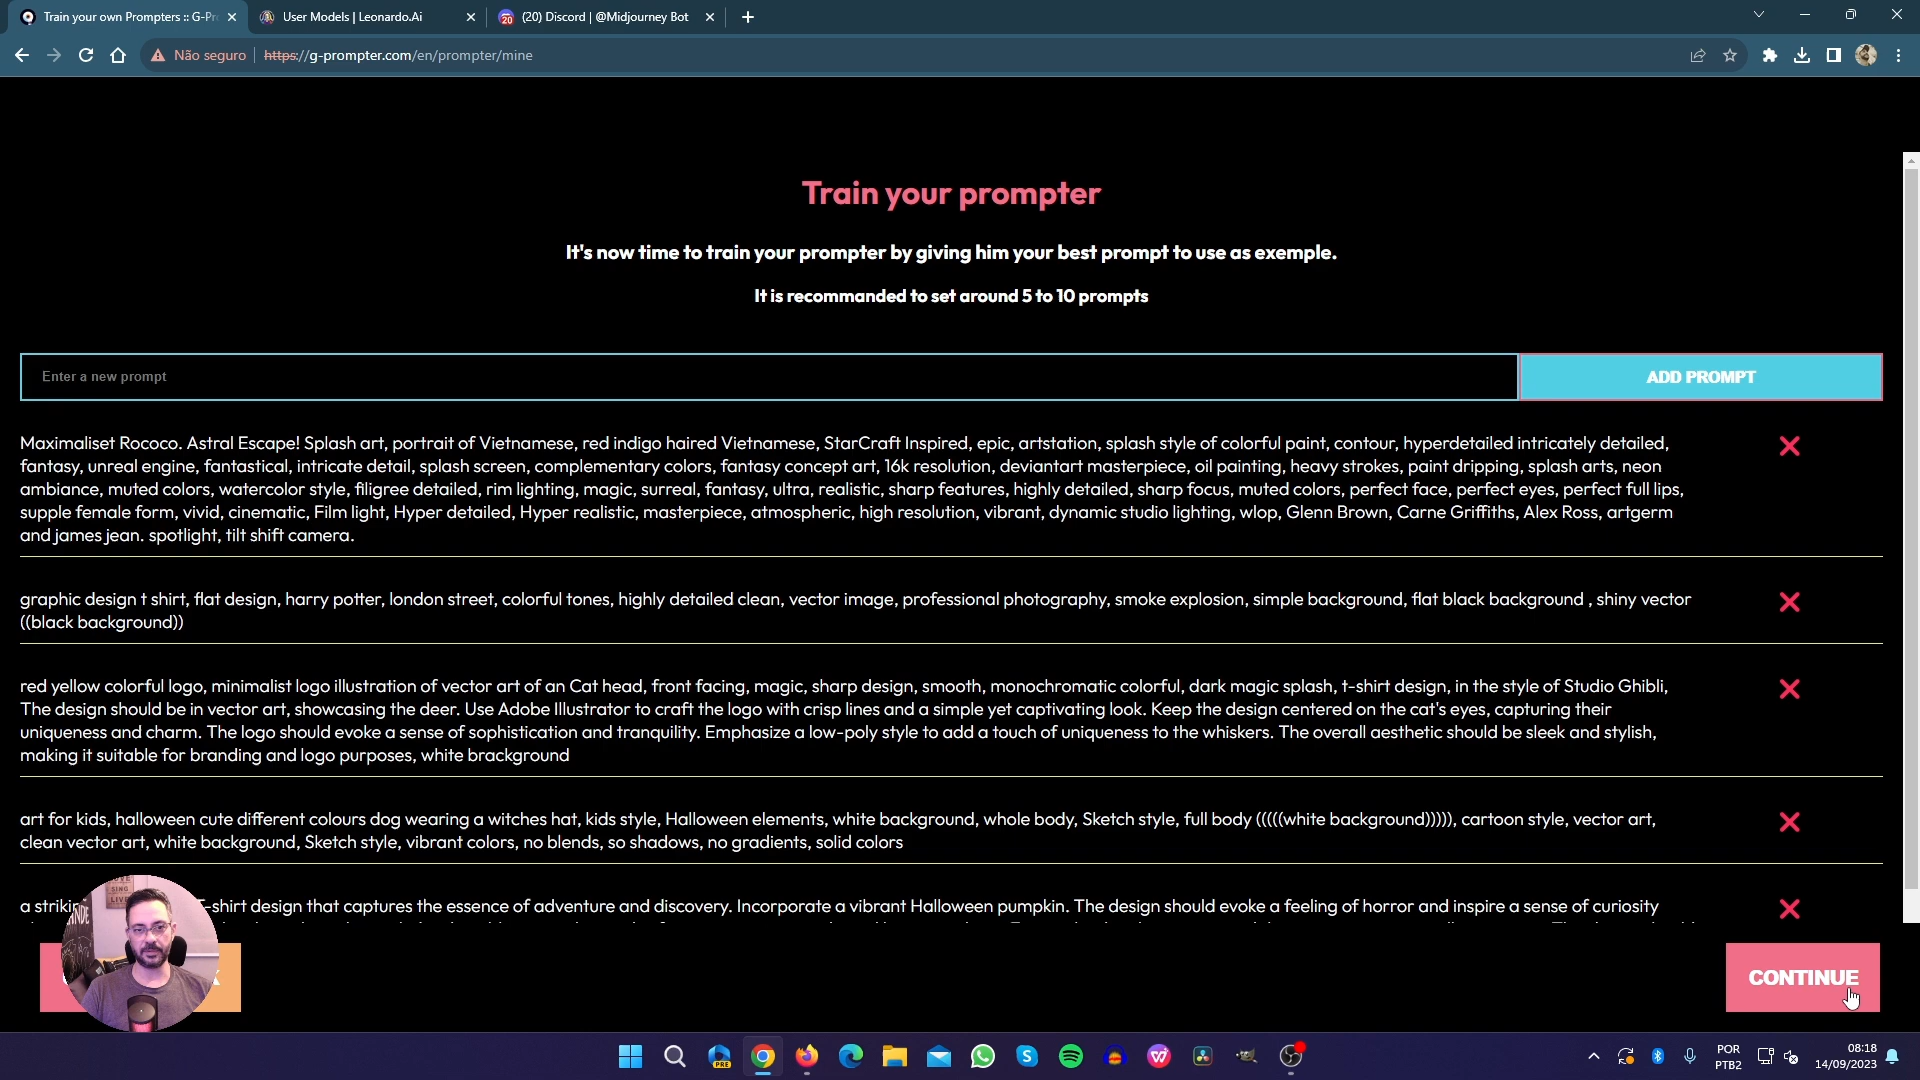 Train your own Prompters :: G-Pr
User Models | Leonardo.Ai
(20) Discord | @Midjourney Bot
Não seguro
https://g-prompter.com/en/prompter/mine
Train your prompter
It's now time to train your prompter by giving him your best prompt to use as exemple.
It is recommanded to set around 5 to 10 prompts
Enter a new prompt
ADD PROMPT
Maximaliset Rococo. Astral Escape! Splash art, portrait of Vietnamese, red indigo haired Vietnamese, StarCraft Inspired, epic, artstation, splash style of colorful paint, contour, hyperdetailed intricately detailed,
fantasy, unreal engine, fantastical, intricate detail, splash screen, complementary colors, fantasy concept art, 16k resolution, deviantart masterpiece, oil painting, heavy strokes, paint dripping, splash arts, neon
ambiance, muted colors, watercolor style, filigree detailed, rim lighting, magic, surreal, fantasy, ultra, realistic, sharp features, highly detailed, sharp focus, muted colors, perfect face, perfect eyes, perfect full lips,
supple female form, vivid, cinematic, Film light, Hyper detailed, Hyper realistic, masterpiece, atmospheric, high resolution, vibrant, dynamic studio lighting, wlop, Glenn Brown, Carne Griffiths, Alex Ross, artgerm
and james jean. spotlight, tilt shift camera.
graphic design t shirt, flat design, harry potter, london street, colorful tones, highly detailed clean, vector image, professional photography, smoke explosion, simple background, flat black background , shiny vector
((black background))
red yellow colorful logo, minimalist logo illustration of vector art of an Cat head, front facing, magic, sharp design, smooth, monochromatic colorful, dark magic splash, t-shirt design, in the style of Studio Ghibli,
The design should be in vector art, showcasing the deer. Use Adobe Illustrator to craft the logo with crisp lines and a simple yet captivating look. Keep the design centered on the cat's eyes, capturing their
uniqueness and charm. The logo should evoke a sense of sophistication and tranquility. Emphasize a low-poly style to add a touch of uniqueness to the whiskers. The overall aesthetic should be sleek and stylish,
making it suitable for branding and logo purposes, white brackground
art for kids, halloween cute different colours dog wearing a witches hat, kids style, Halloween elements, white background, whole body, Sketch style, full body (((((white background))))), cartoon style, vector art,
clean vector art, white background, Sketch style, vibrant colors, no blends, so shadows, no gradients, solid colors
a T-shirt design that captures the essence of adventure and discovery. Incorporate a vibrant Halloween pumpkin. The design should evoke a feeling of horror and inspire a sense of curiosity
CONTINUE
POR
PTB2
08:18
14/09/2023